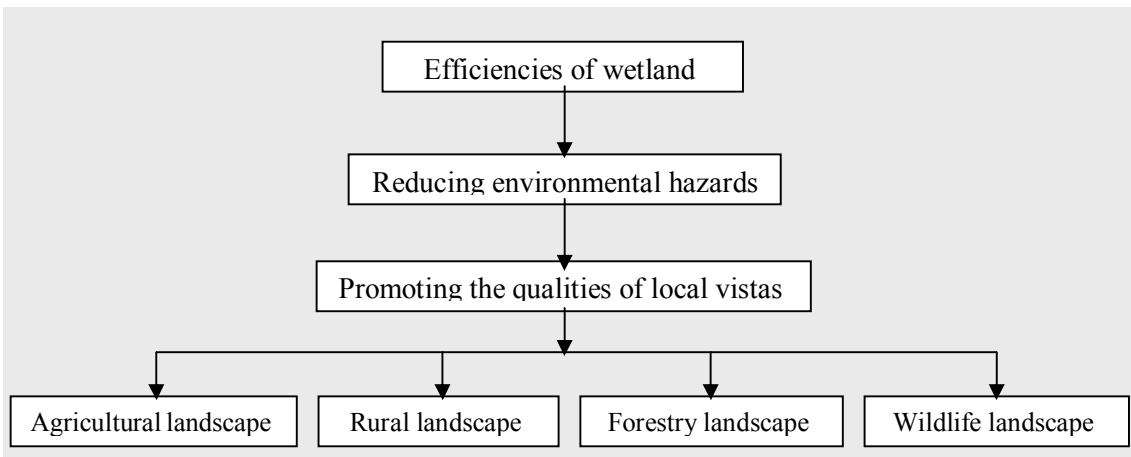 Efficiencies of wetland
Reducing environmental hazards
Promoting the qualities of local vistas
Agricultural landscape
Rural landscape
Forestry landscape
Wildlife landscape